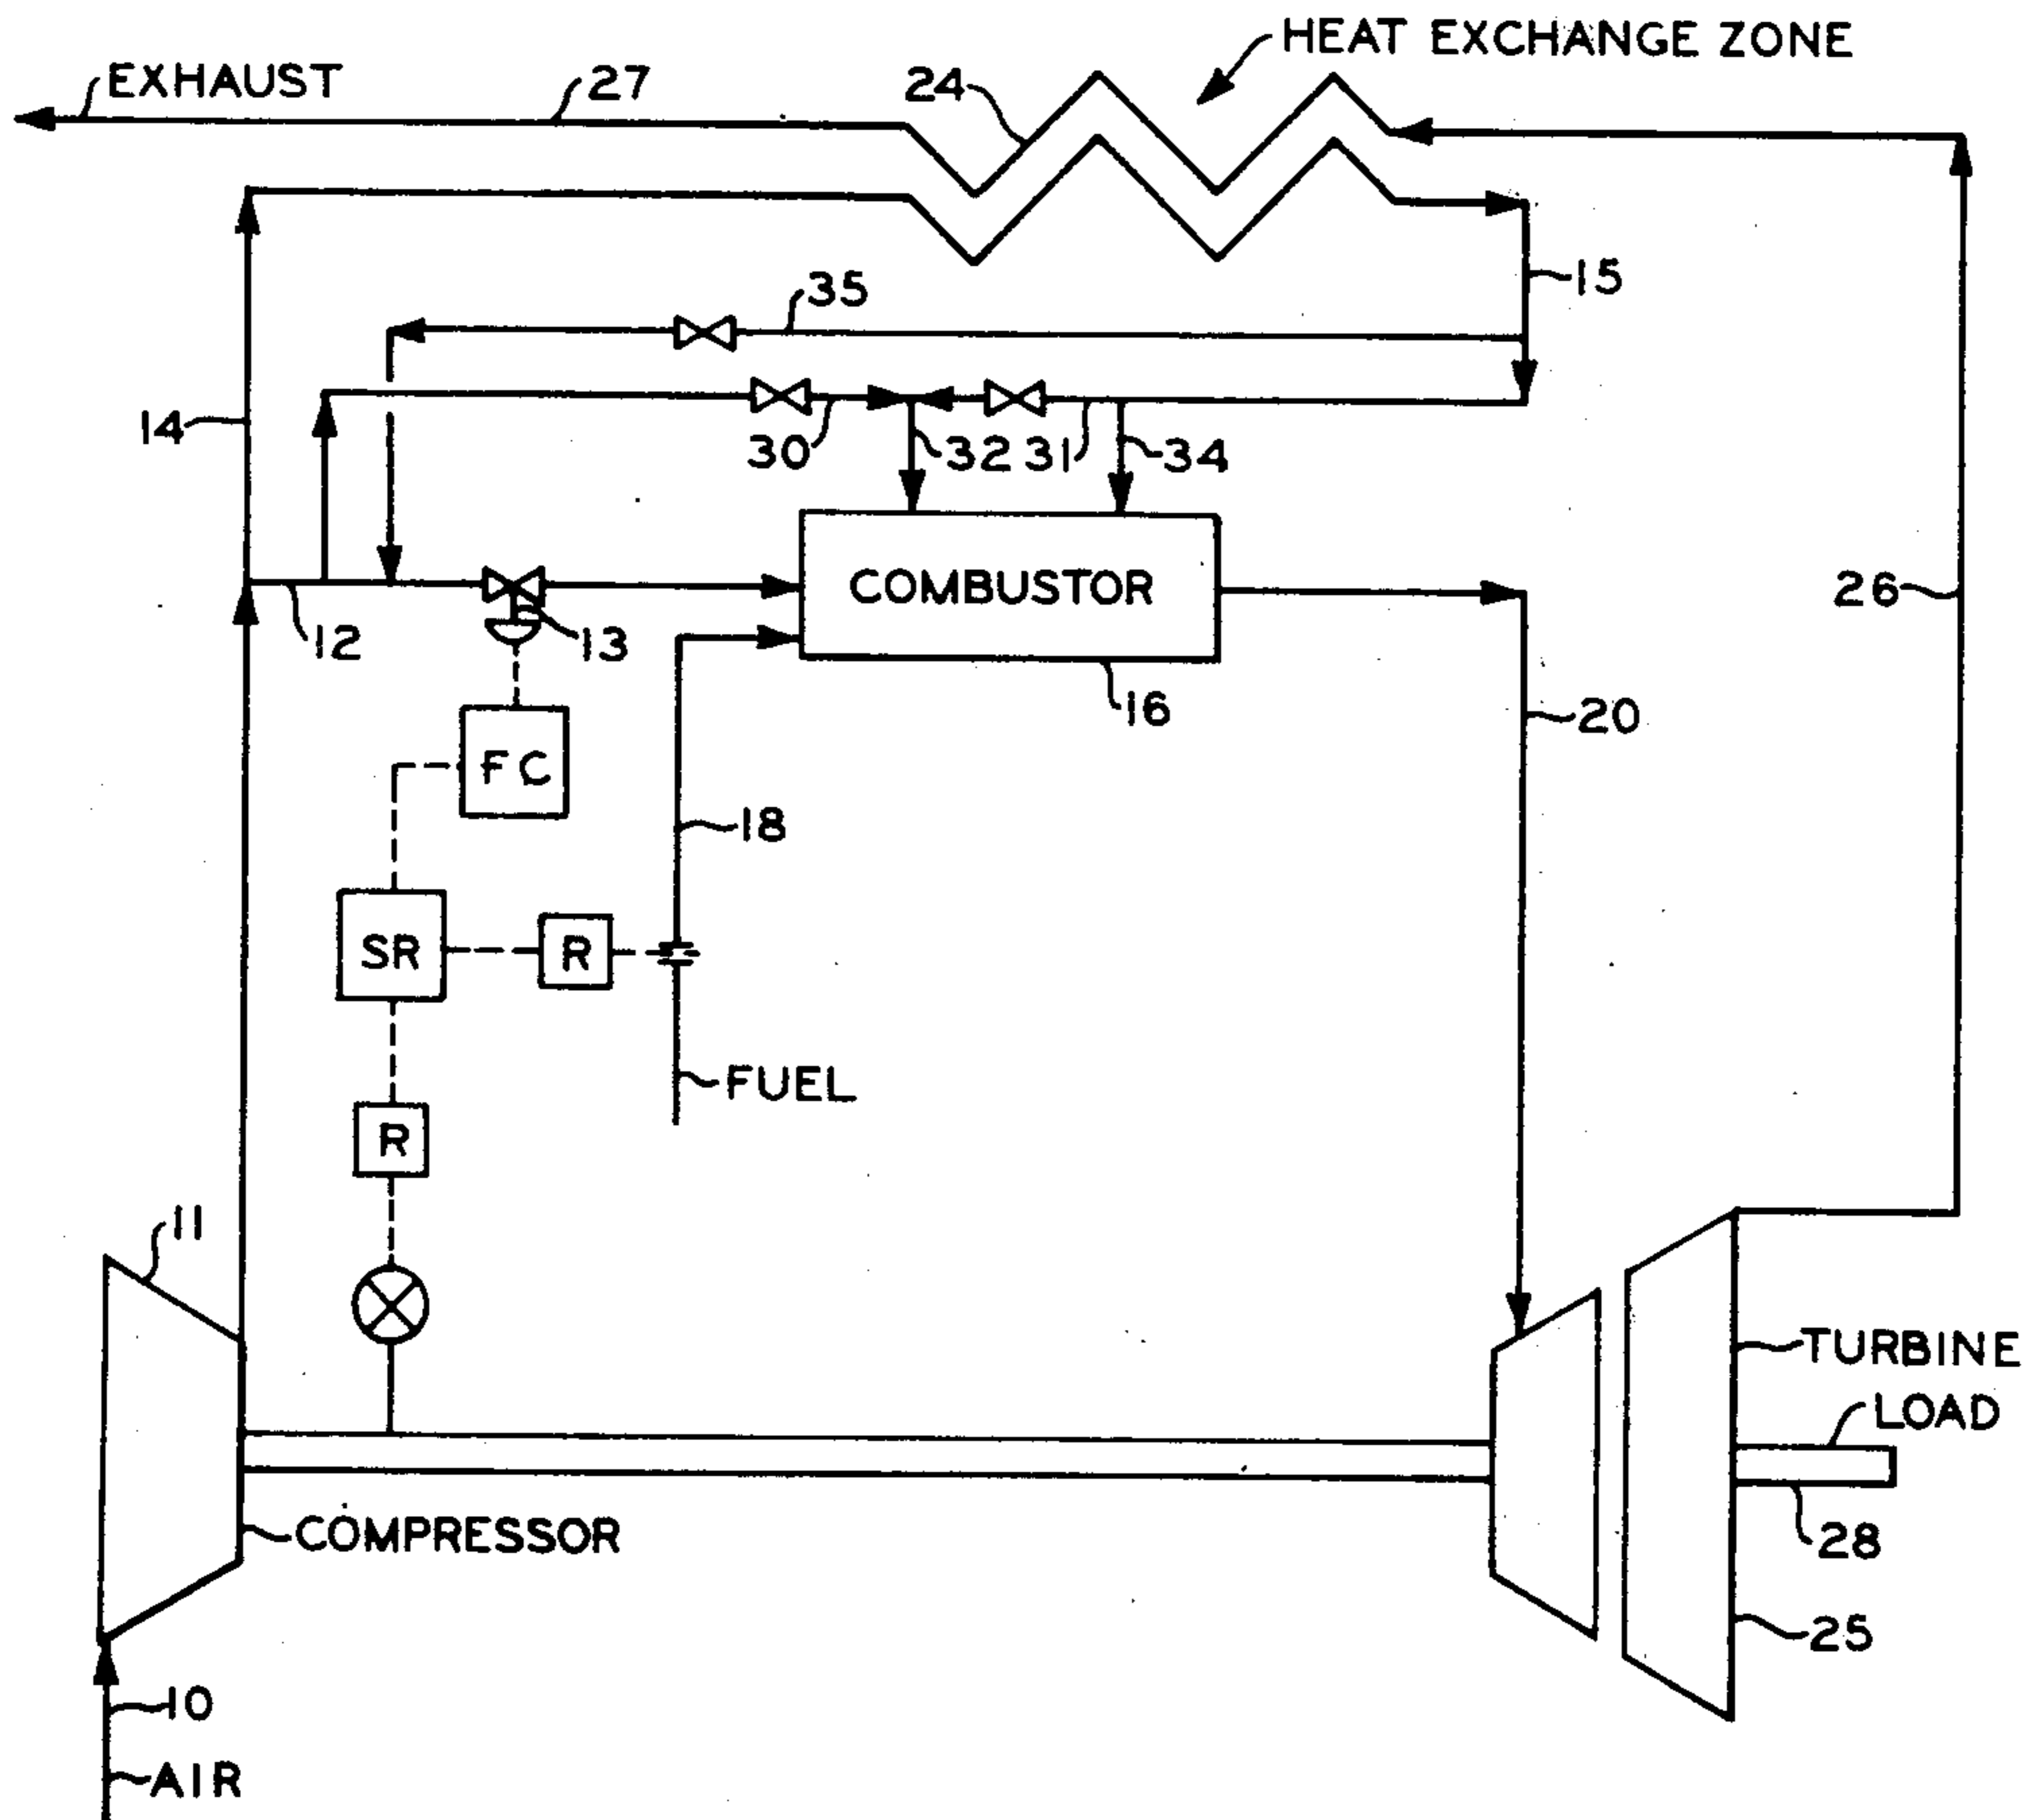 HEAT EXCHANGE ZONE
EXHAUST
27
24
15
35
14
30
32
31
34
COMBUSTOR
26
12
13
16
20
FC
18
SR
R
FUEL
R
11
TURBINE
LOAD
COMPRESSOR
28
25
10
AIR